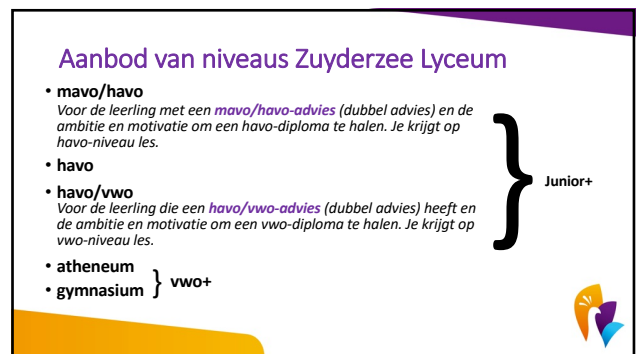 Aanbod van niveaus Zuyderzee Lyceum
• mavo/havo
Voor de leerling met een mavo/havo-advies (dubbel advies) en de
ambitie en motivatie om een havo-diploma te halen. Je krijgt op
havo-niveau les.
• havo
• havo/vwo
Voor de leerling die een havo/vwo-advies (dubbel advies) heeft en
de ambitie en motivatie om een vwo-diploma te halen. Je krijgt op
vwo-niveau les.
} Junior+
• atheneum
• gymnasium } vwo+